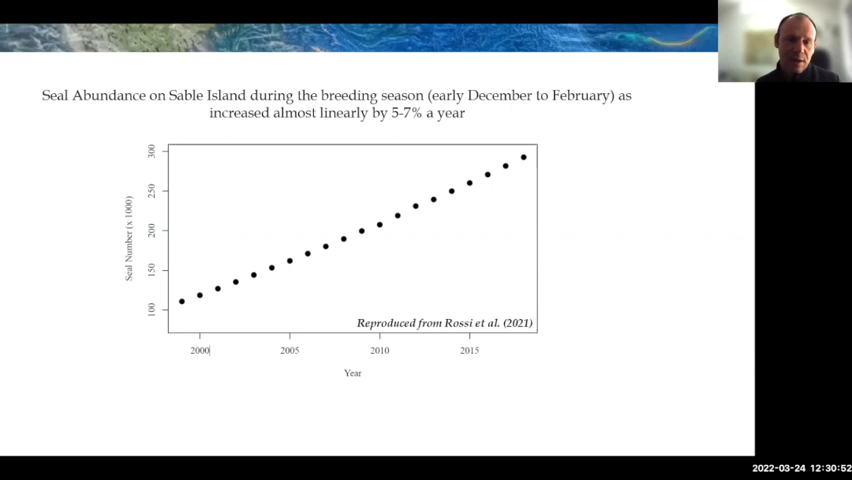 Seal Abundance on Sable Island during the breeding season (early December to February) as
increased almost linearly by 5-7% a year
300
250
200
150
100
Seal Number (x 1000)
Reproduced from Rossi et al. (2021)
2000 2005 2010 2015
Year
2022-03-24 12:30:52